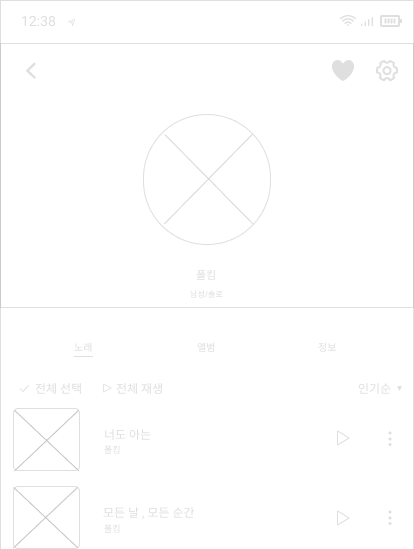 12:38
폴킴
남성/솔로
노래 앨범 정보
전체 선택 전체 재생 인기순
너도 아는
폴킴
모든 날 , 모든 순간
폴킴